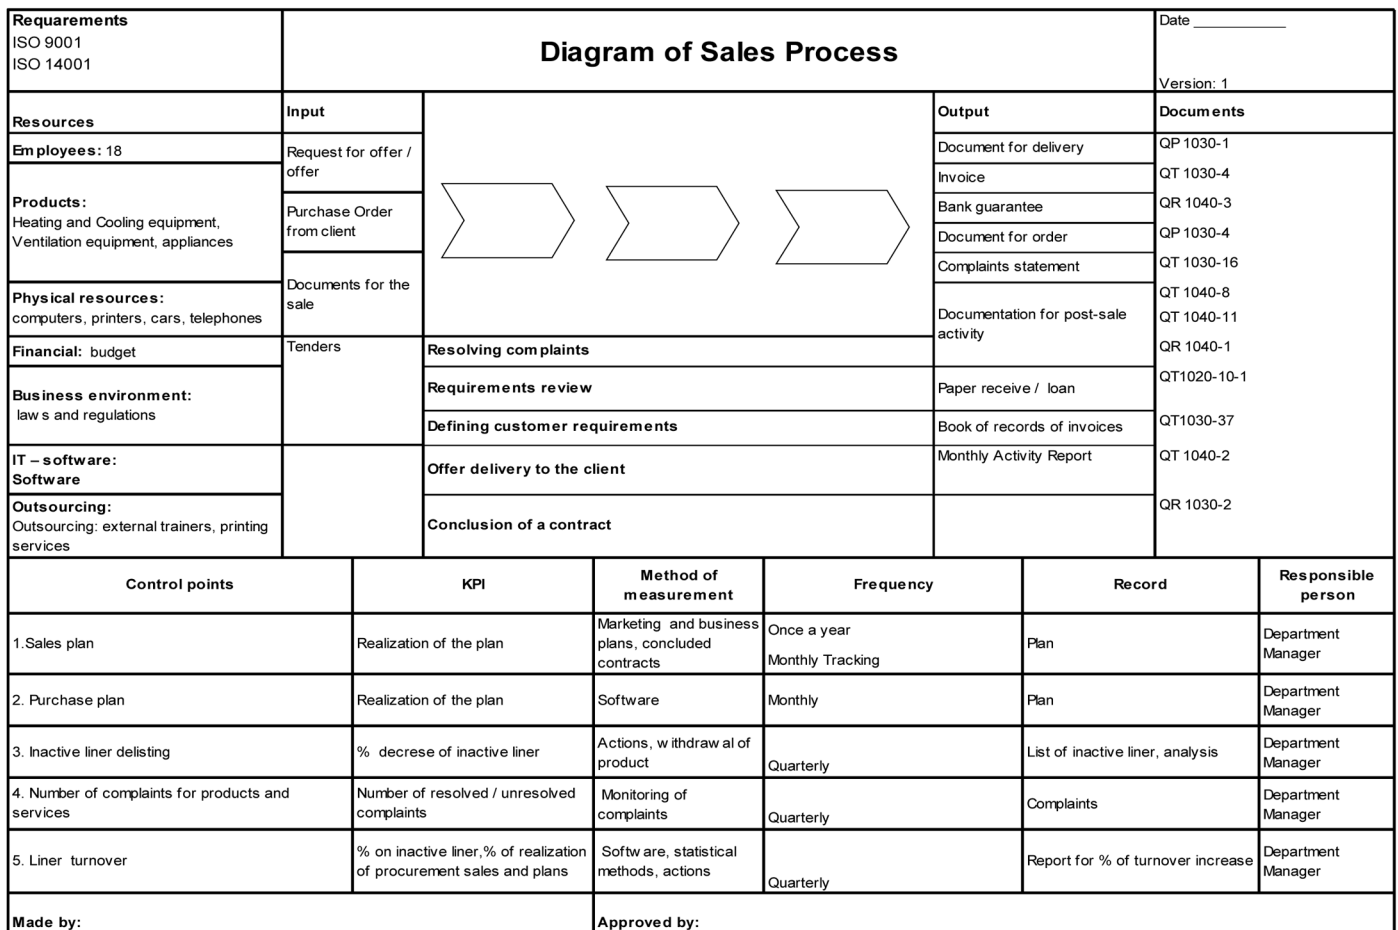 Requarements
ISO 9001
ISO 14001
Diagram of Sales Process
Date ___________
Version: 1
Resources
Input
Output
Documents
Employees: 18
Products:
Heating and Cooling equipment,
Ventilation equipment, appliances
Physical resources:
computers, printers, cars, telephones
Financial: budget
Business environment:
laws and regulations
IT – software:
Software
Outsourcing:
Outsourcing: external trainers, printing
services
Request for offer /
offer
Purchase Order
from client
Documents for the
sale
Tenders
Resolving complaints
Requirements review
Defining customer requirements
Offer delivery to the client
Conclusion of a contract
Document for delivery
Invoice
Bank guarantee
Document for order
Complaints statement
Documentation for post-sale
activity
Paper receive / loan
Book of records of invoices
Monthly Activity Report
QP 1030-1
QT 1030-4
QR 1040-3
QP 1030-4
QT 1030-16
QT 1040-8
QT 1040-11
QR 1040-1
QT1020-10-1
QT1030-37
QT 1040-2
QR 1030-2
Control points
KPI
Method of
measurement
Frequency
Record
Responsible
person
1.Sales plan
Realization of the plan
Marketing and business
plans, concluded
contracts
Once a year
Monthly Tracking
Plan
Department
Manager
2. Purchase plan
Realization of the plan
Software
Monthly
Plan
Department
Manager
3. Inactive liner delisting
% decrese of inactive liner
Actions, withdrawal of
product
Quarterly
List of inactive liner, analysis
Department
Manager
4. Number of complaints for products and
services
Number of resolved / unresolved
complaints
Monitoring of
complaints
Quarterly
Complaints
Department
Manager
5. Liner turnover
% on inactive liner,% of realization
of procurement sales and plans
Software, statistical
methods, actions
Quarterly
Report for % of turnover increase
Department
Manager
Made by:
Approved by: